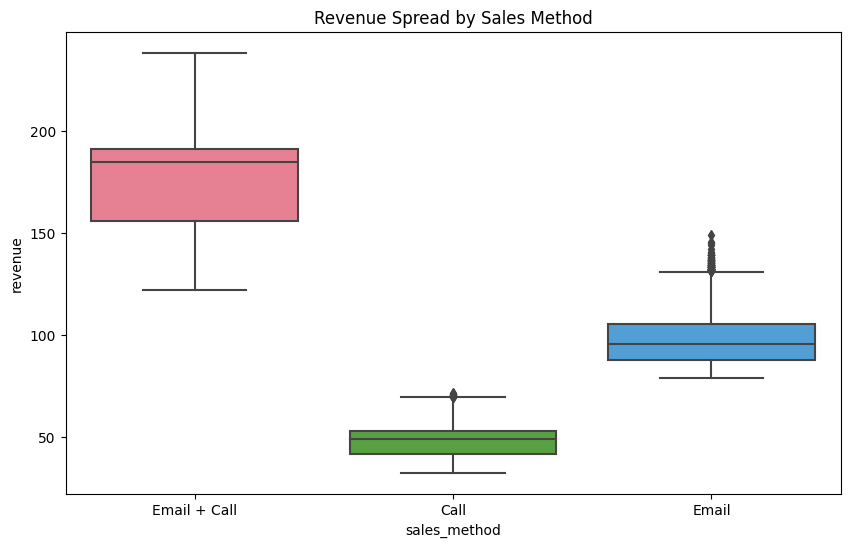 Revenue Spread by Sales Method
revenue
200
150
100
50
Email + Call
Call
Email
sales_method